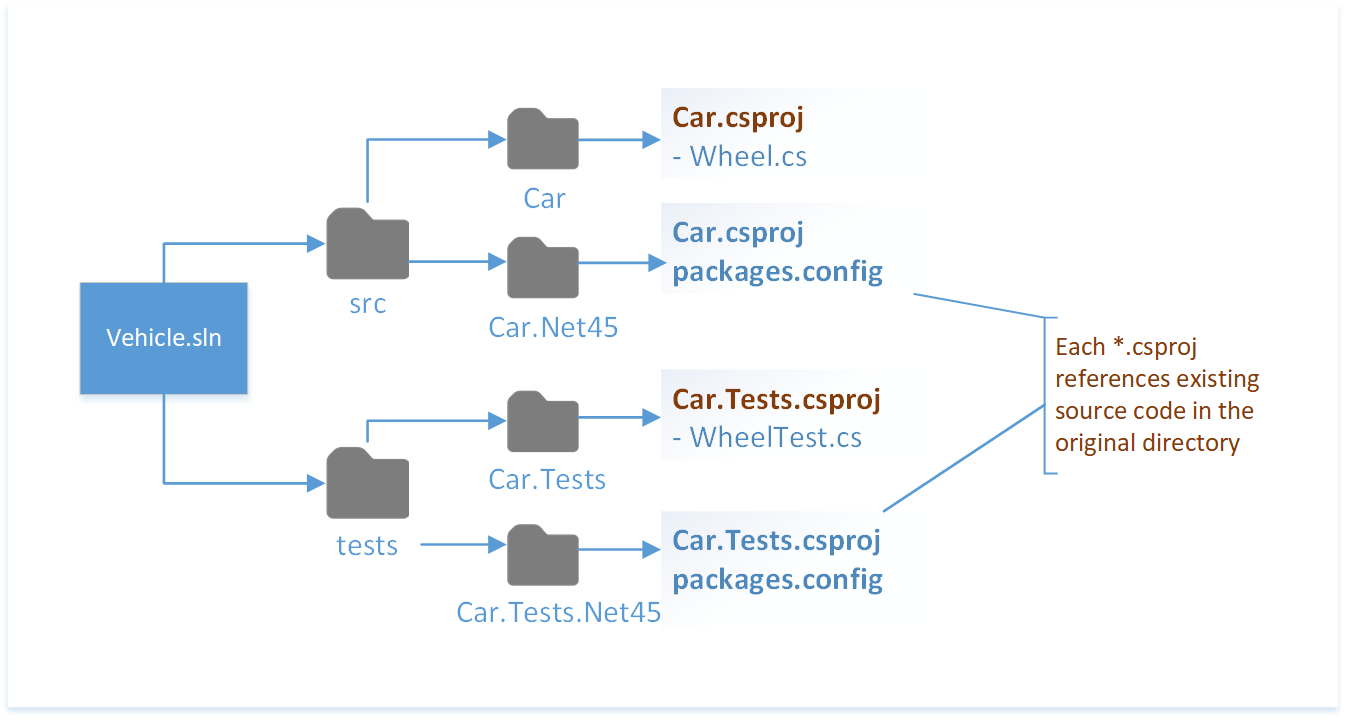 Vehicle.sln
src
Car
Car.csproj
- Wheel.cs
Car.Net45
Car.csproj
packages.config
tests
Car.Tests
Car.Tests.csproj
- WheelTest.cs
Car.Tests.Net45
Car.Tests.csproj
packages.config
Each *.csproj
references existing
source code in the
original directory